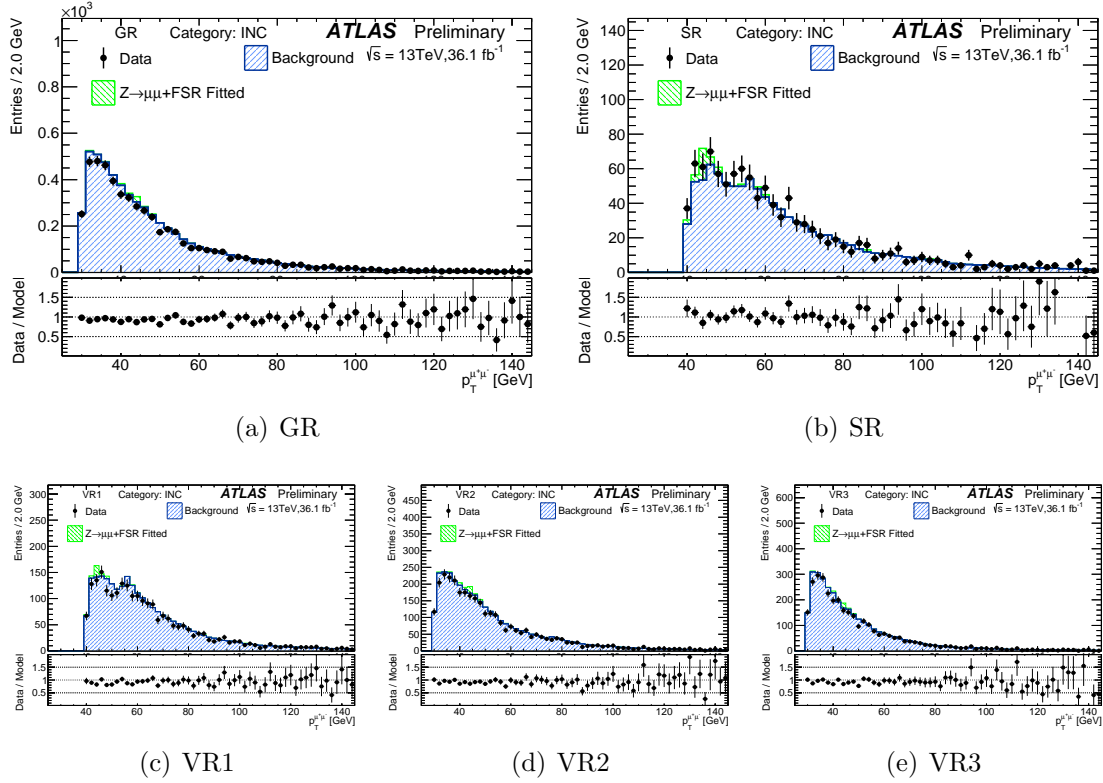 ×10³
GR Category: INC ATLAS Preliminary
Data Background √s = 13TeV,36.1 fb⁻¹
Z→μμ+FSR Fitted
Entries / 2.0 GeV
1
0.8
0.6
0.4
0.2
0
Data / Model
1.5
1
0.5
40 60 80 100 120 140
p_T^{μ⁺μ⁻} [GeV]
(a) GR
SR Category: INC ATLAS Preliminary
Data Background √s = 13TeV,36.1 fb⁻¹
Z→μμ+FSR Fitted
Entries / 2.0 GeV
140
120
100
80
60
40
20
0
Data / Model
1.5
1
0.5
40 60 80 100 120 140
p_T^{μ⁺μ⁻} [GeV]
(b) SR
VR1 Category: INC ATLAS Preliminary
Data Background √s = 13TeV,36.1 fb⁻¹
Z→μμ+FSR Fitted
Entries / 2.0 GeV
300
250
200
150
100
50
0
Data / Model
1.5
1
0.5
40 60 80 100 120 140
p_T^{μ⁺μ⁻} [GeV]
(c) VR1
VR2 Category: INC ATLAS Preliminary
Data Background √s = 13TeV,36.1 fb⁻¹
Z→μμ+FSR Fitted
Entries / 2.0 GeV
450
400
350
300
250
200
150
100
50
0
Data / Model
1.5
1
0.5
40 60 80 100 120 140
p_T^{μ⁺μ⁻} [GeV]
(d) VR2
VR3 Category: INC ATLAS Preliminary
Data Background √s = 13TeV,36.1 fb⁻¹
Z→μμ+FSR Fitted
Entries / 2.0 GeV
600
500
400
300
200
100
0
Data / Model
1.5
1
0.5
40 60 80 100 120 140
p_T^{μ⁺μ⁻} [GeV]
(e) VR3